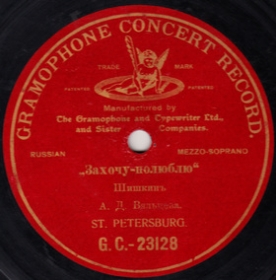 GRAMOPHONE CONCERT RECORD.
TRADE MARK
Manufactured by
The Gramophone and Typewriter Ltd.,
and Sister Companies.
RUSSIAN MEZZO-SOPRANO
„Захочу-полюблю“
Шишкинъ
А. Д. Вяльцева.
ST. PETERSBURG.
G. C.-23128